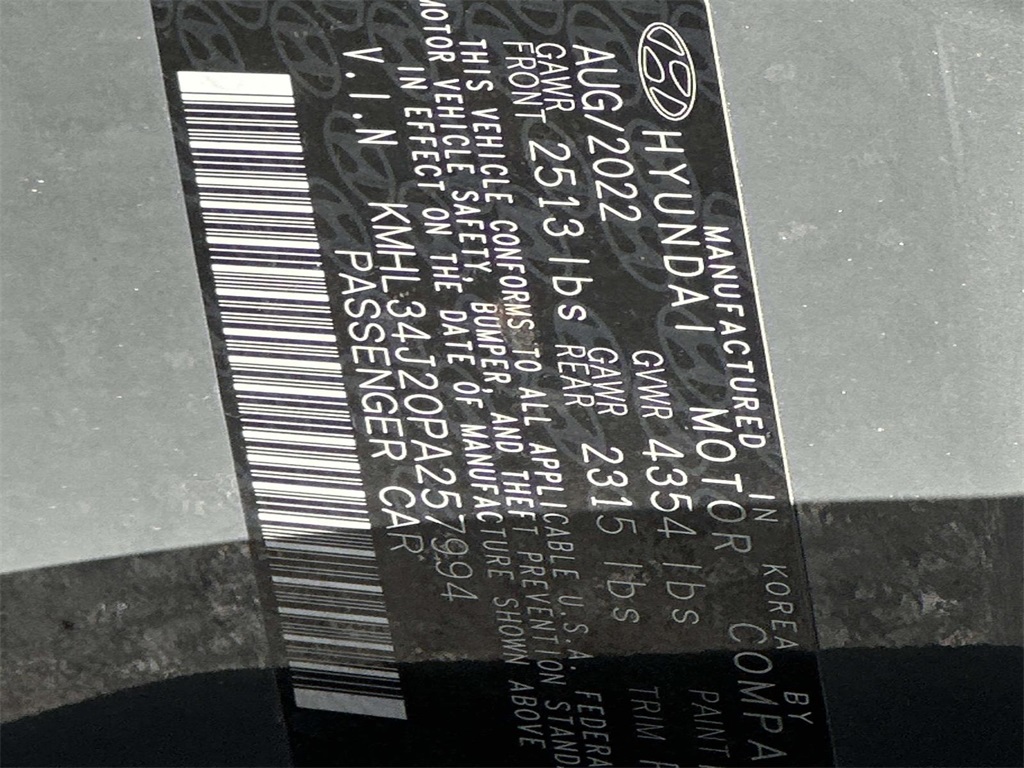 MANUFACTURED IN KOREA BY
HYUNDAI MOTOR COMPA
AUG/2022 GVWR 4354 lbs PAINT
GAWR FRONT 2513 lbs GAWR REAR 2315 lbs TRIM
THIS VEHICLE CONFORMS TO ALL APPLICABLE U.S.A. FEDERA
MOTOR VEHICLE SAFETY, BUMPER, AND THEFT PREVENTION STAND
IN EFFECT ON THE DATE OF MANUFACTURE SHOWN ABOVE
V.I.N KMHL34J20PA257994
PASSENGER CAR